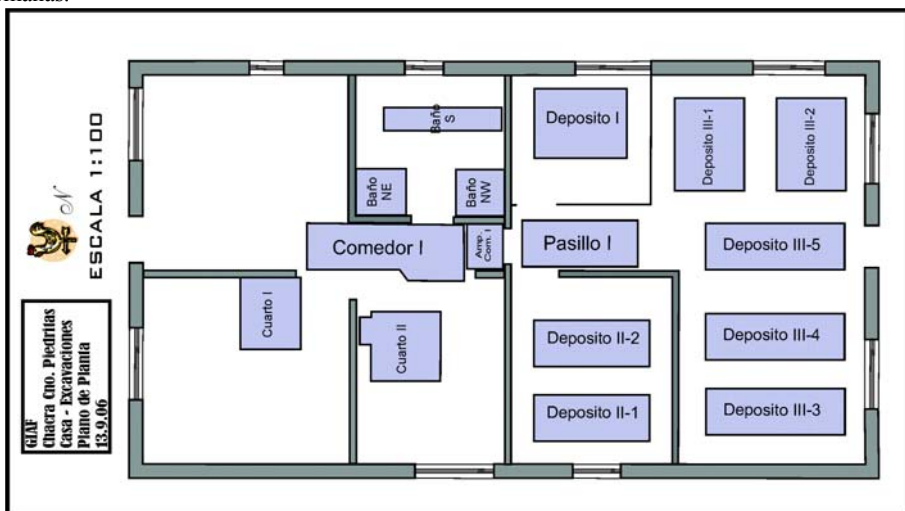 GIAF
Chacra Cno. Piedritas
Casa - Excavaciones
Plano de Planta
13.9.06
N
ESCALA 1:100
Baño
S
Baño
NE
Baño
NW
Comedor I
Amp.
Com. I
Cuarto I
Cuarto II
Deposito I
Pasillo I
Deposito II-2
Deposito II-1
Deposito III-1
Deposito III-2
Deposito III-5
Deposito III-4
Deposito III-3